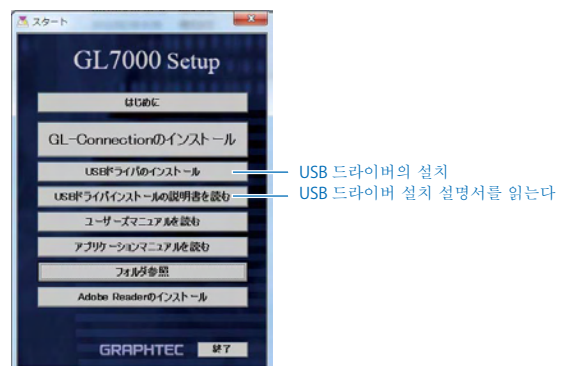 スタート
GL7000 Setup
はじめに
GL-Connectionのインストール
USBドライバのインストール
USB 드라이버의 설치
USBドライバインストールの説明書を読む
USB 드라이버 설치 설명서를 읽는다
ユーザーズマニュアルを読む
アプリケーションマニュアルを読む
フォルダ参照
Adobe Readerのインストール
GRAPHTEC
終了